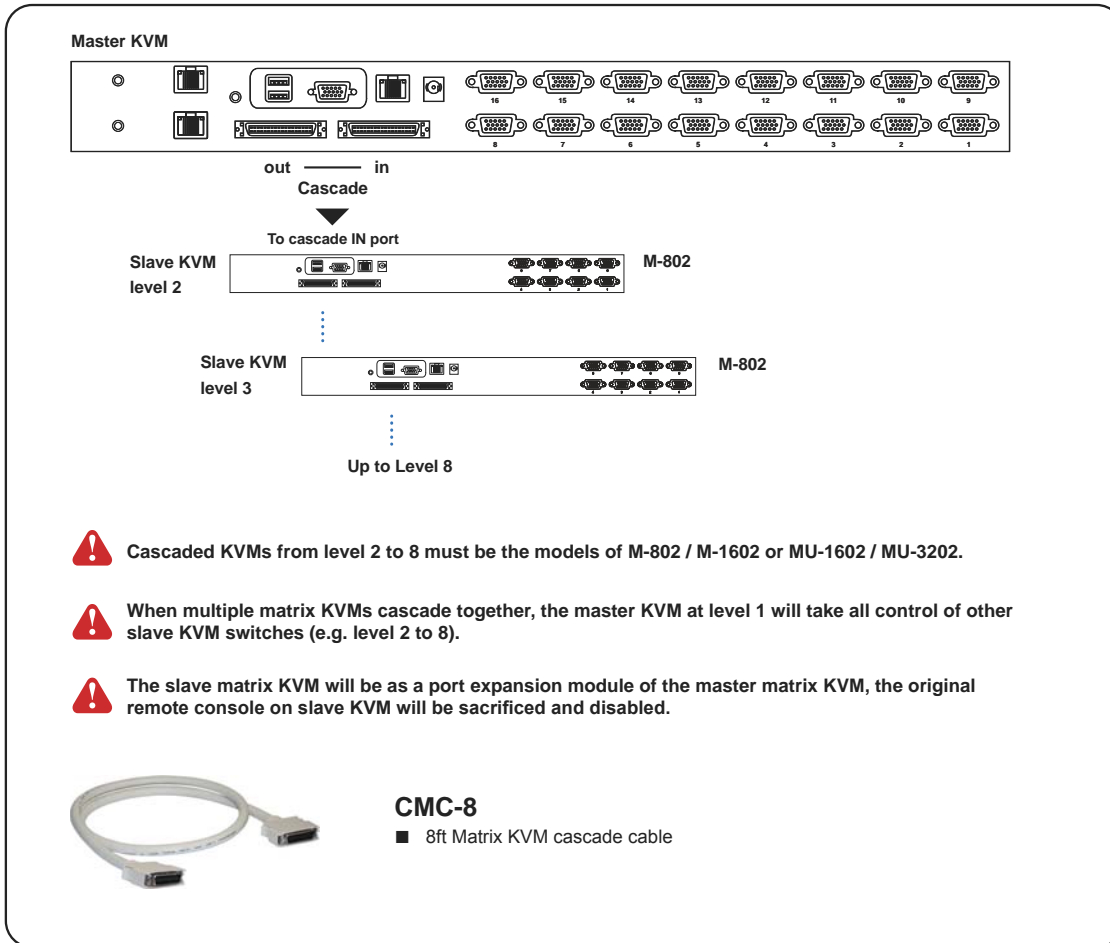 Master KVM
16 15 14 13 12 11 10 9
8 7 6 5 4 3 2 1
out in
Cascade
To cascade IN port
Slave KVM
level 2
M-802
Slave KVM
level 3
M-802
Up to Level 8
Cascaded KVMs from level 2 to 8 must be the models of M-802 / M-1602 or MU-1602 / MU-3202.
When multiple matrix KVMs cascade together, the master KVM at level 1 will take all control of other
slave KVM switches (e.g. level 2 to 8).
The slave matrix KVM will be as a port expansion module of the master matrix KVM, the original
remote console on slave KVM will be sacrificed and disabled.
CMC-8
■ 8ft Matrix KVM cascade cable